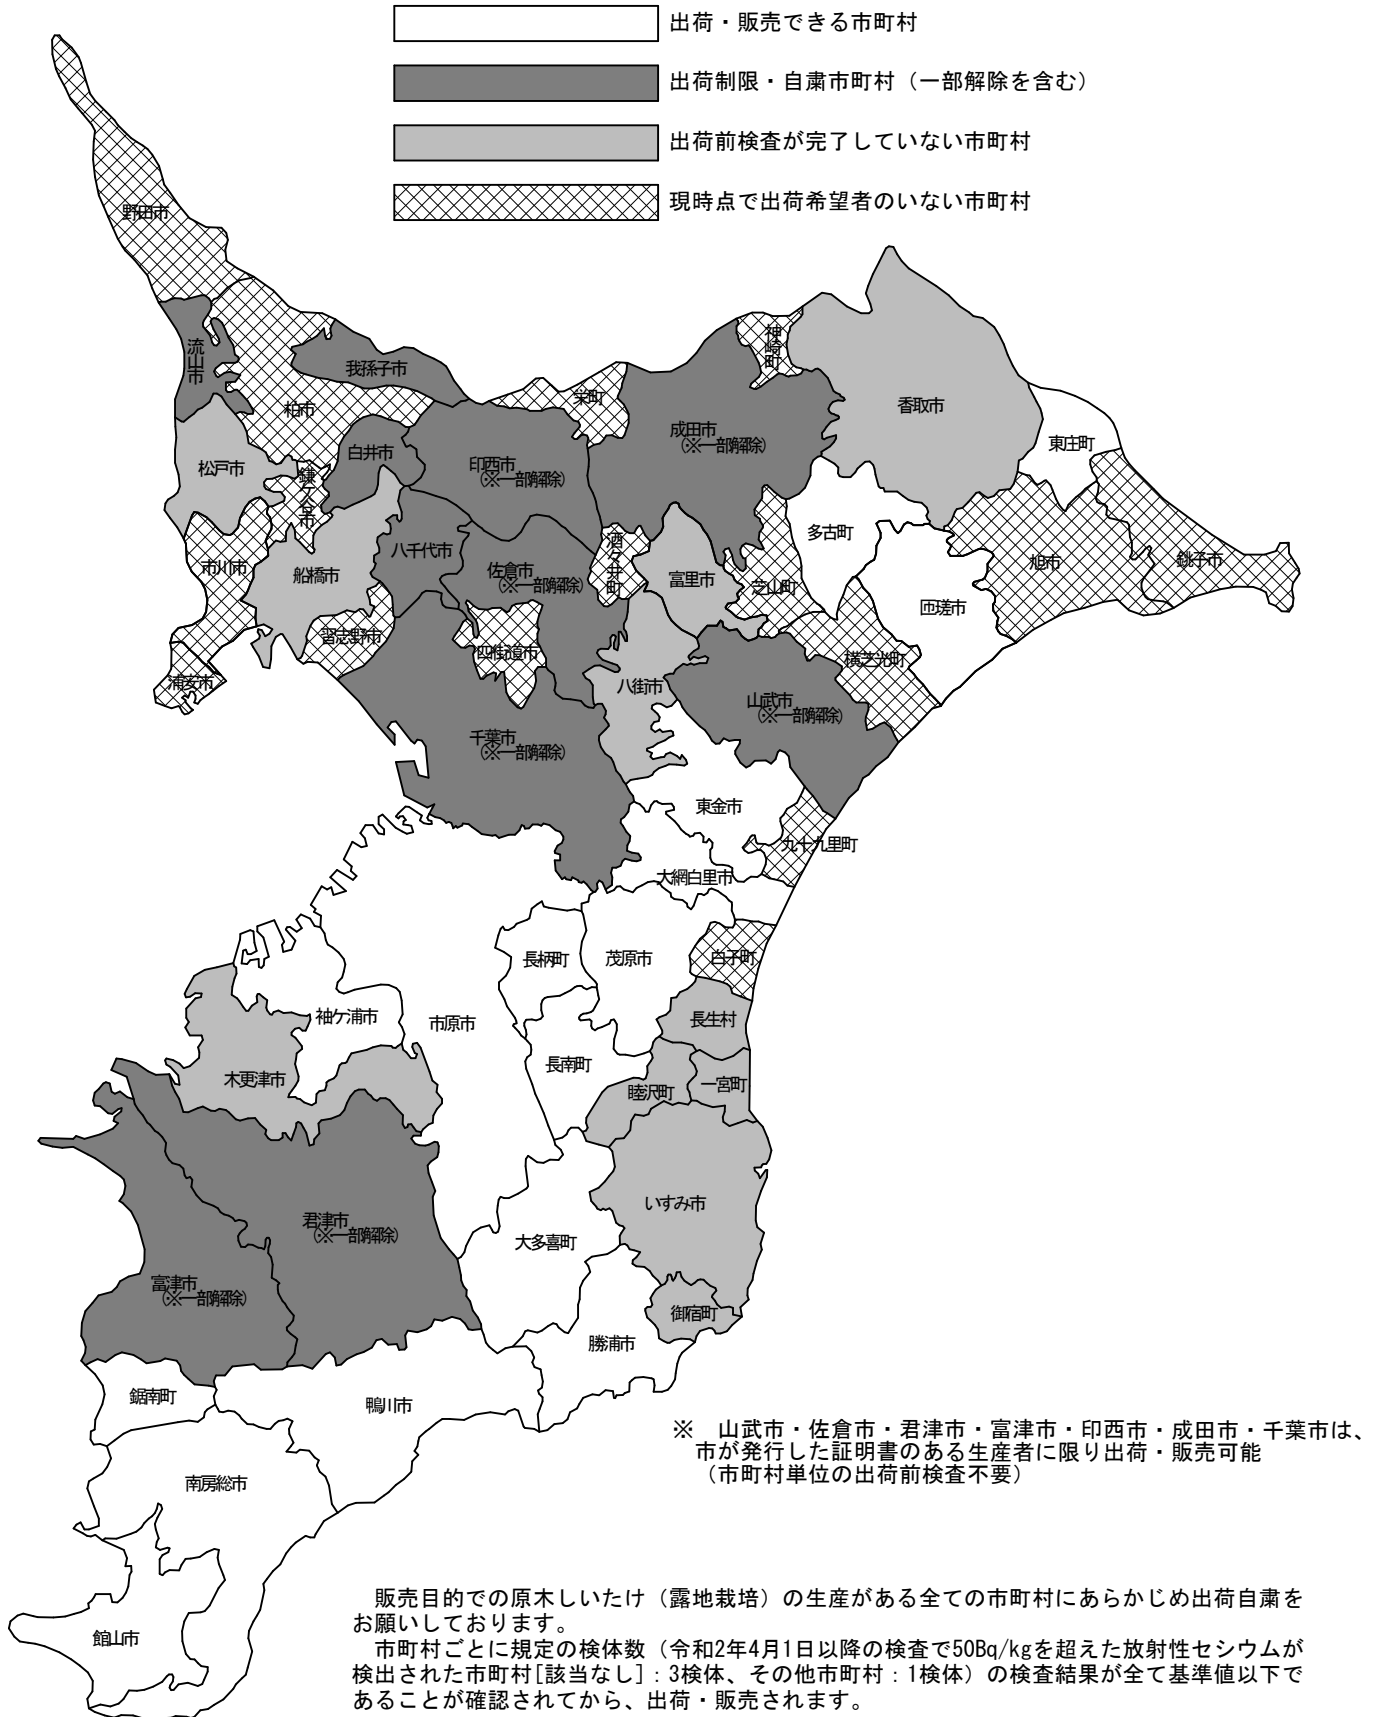 出荷・販売できる市町村
出荷制限・自粛市町村（一部解除を含む）
出荷前検査が完了していない市町村
現時点で出荷希望者のいない市町村
野田市
流山市
我孫子市
柏市
栄町
神崎町
香取市
成田市
（※一部解除）
東庄町
松戸市
鎌ケ谷市
白井市
印西市
（※一部解除）
多古町
八千代市
酒々井町
市川市
船橋市
佐倉市
（※一部解除）
富里市
芝山町
旭市
銚子市
匝瑳市
習志野市
四街道市
横芝光町
浦安市
八街市
山武市
（※一部解除）
千葉市
（※一部解除）
東金市
九十九里町
大網白里市
長柄町
茂原市
白子町
袖ケ浦市
市原市
長生村
長南町
木更津市
睦沢町
一宮町
いすみ市
君津市
（※一部解除）
大多喜町
富津市
（※一部解除）
御宿町
勝浦市
鋸南町
鴨川市
南房総市
館山市
※　山武市・佐倉市・君津市・富津市・印西市・成田市・千葉市は、
市が発行した証明書のある生産者に限り出荷・販売可能
（市町村単位の出荷前検査不要）
販売目的での原木しいたけ（露地栽培）の生産がある全ての市町村にあらかじめ出荷自粛を
お願いしております。
市町村ごとに規定の検体数（令和2年4月1日以降の検査で50Bq/kgを超えた放射性セシウムが
検出された市町村[該当なし]：3検体、その他市町村：1検体）の検査結果が全て基準値以下で
あることが確認されてから、出荷・販売されます。